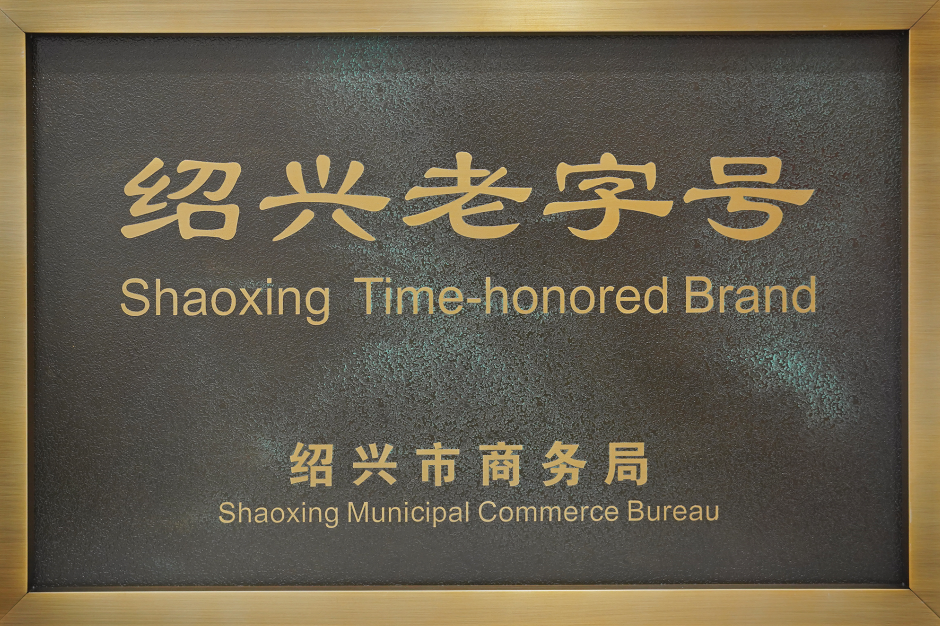 绍兴老字号
Shaoxing Time-honored Brand
绍兴市商务局
Shaoxing Municipal Commerce Bureau